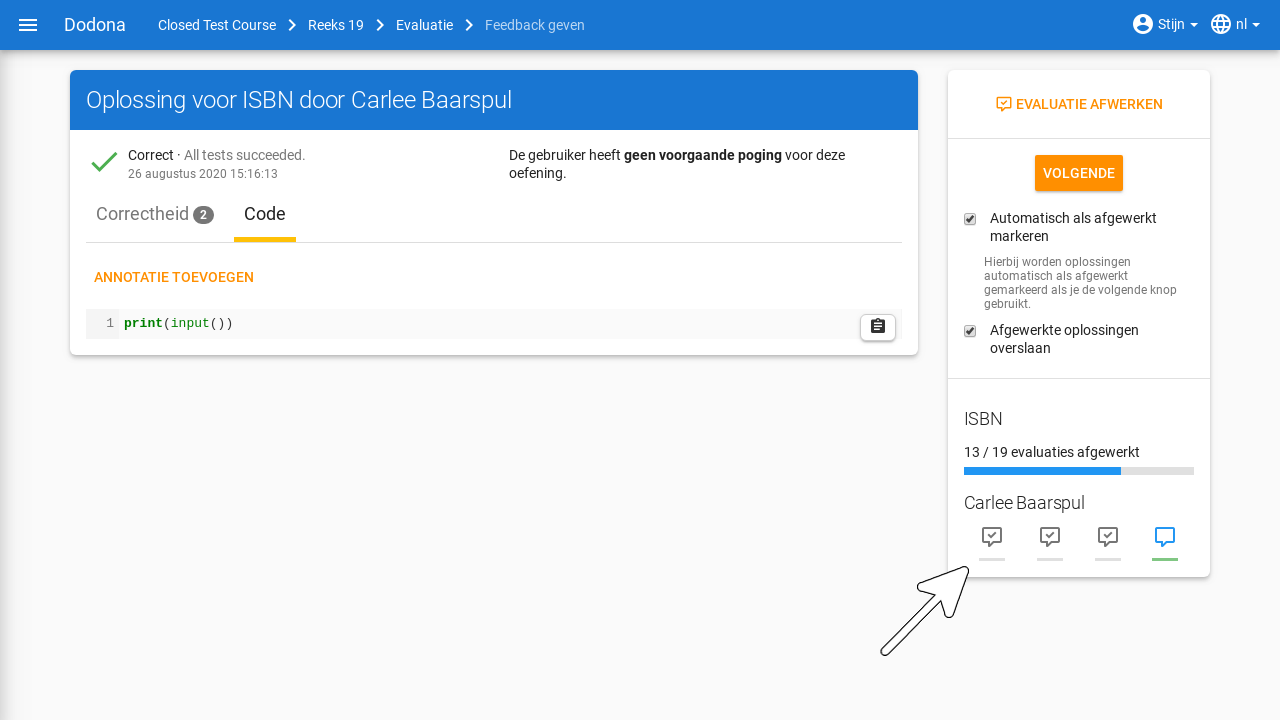 Dodona Closed Test Course Reeks 19 Evaluatie Feedback geven Stijn nl
Oplossing voor ISBN door Carlee Baarspul
Correct · All tests succeeded.
26 augustus 2020 15:16:13
De gebruiker heeft geen voorgaande poging voor deze
oefening.
Correctheid 2 Code
ANNOTATIE TOEVOEGEN
1 print(input())
EVALUATIE AFWERKEN
VOLGENDE
Automatisch als afgewerkt
markeren
Hierbij worden oplossingen
automatisch als afgewerkt
gemarkeerd als je de volgende knop
gebruikt.
Afgewerkte oplossingen
overslaan
ISBN
13 / 19 evaluaties afgewerkt
Carlee Baarspul